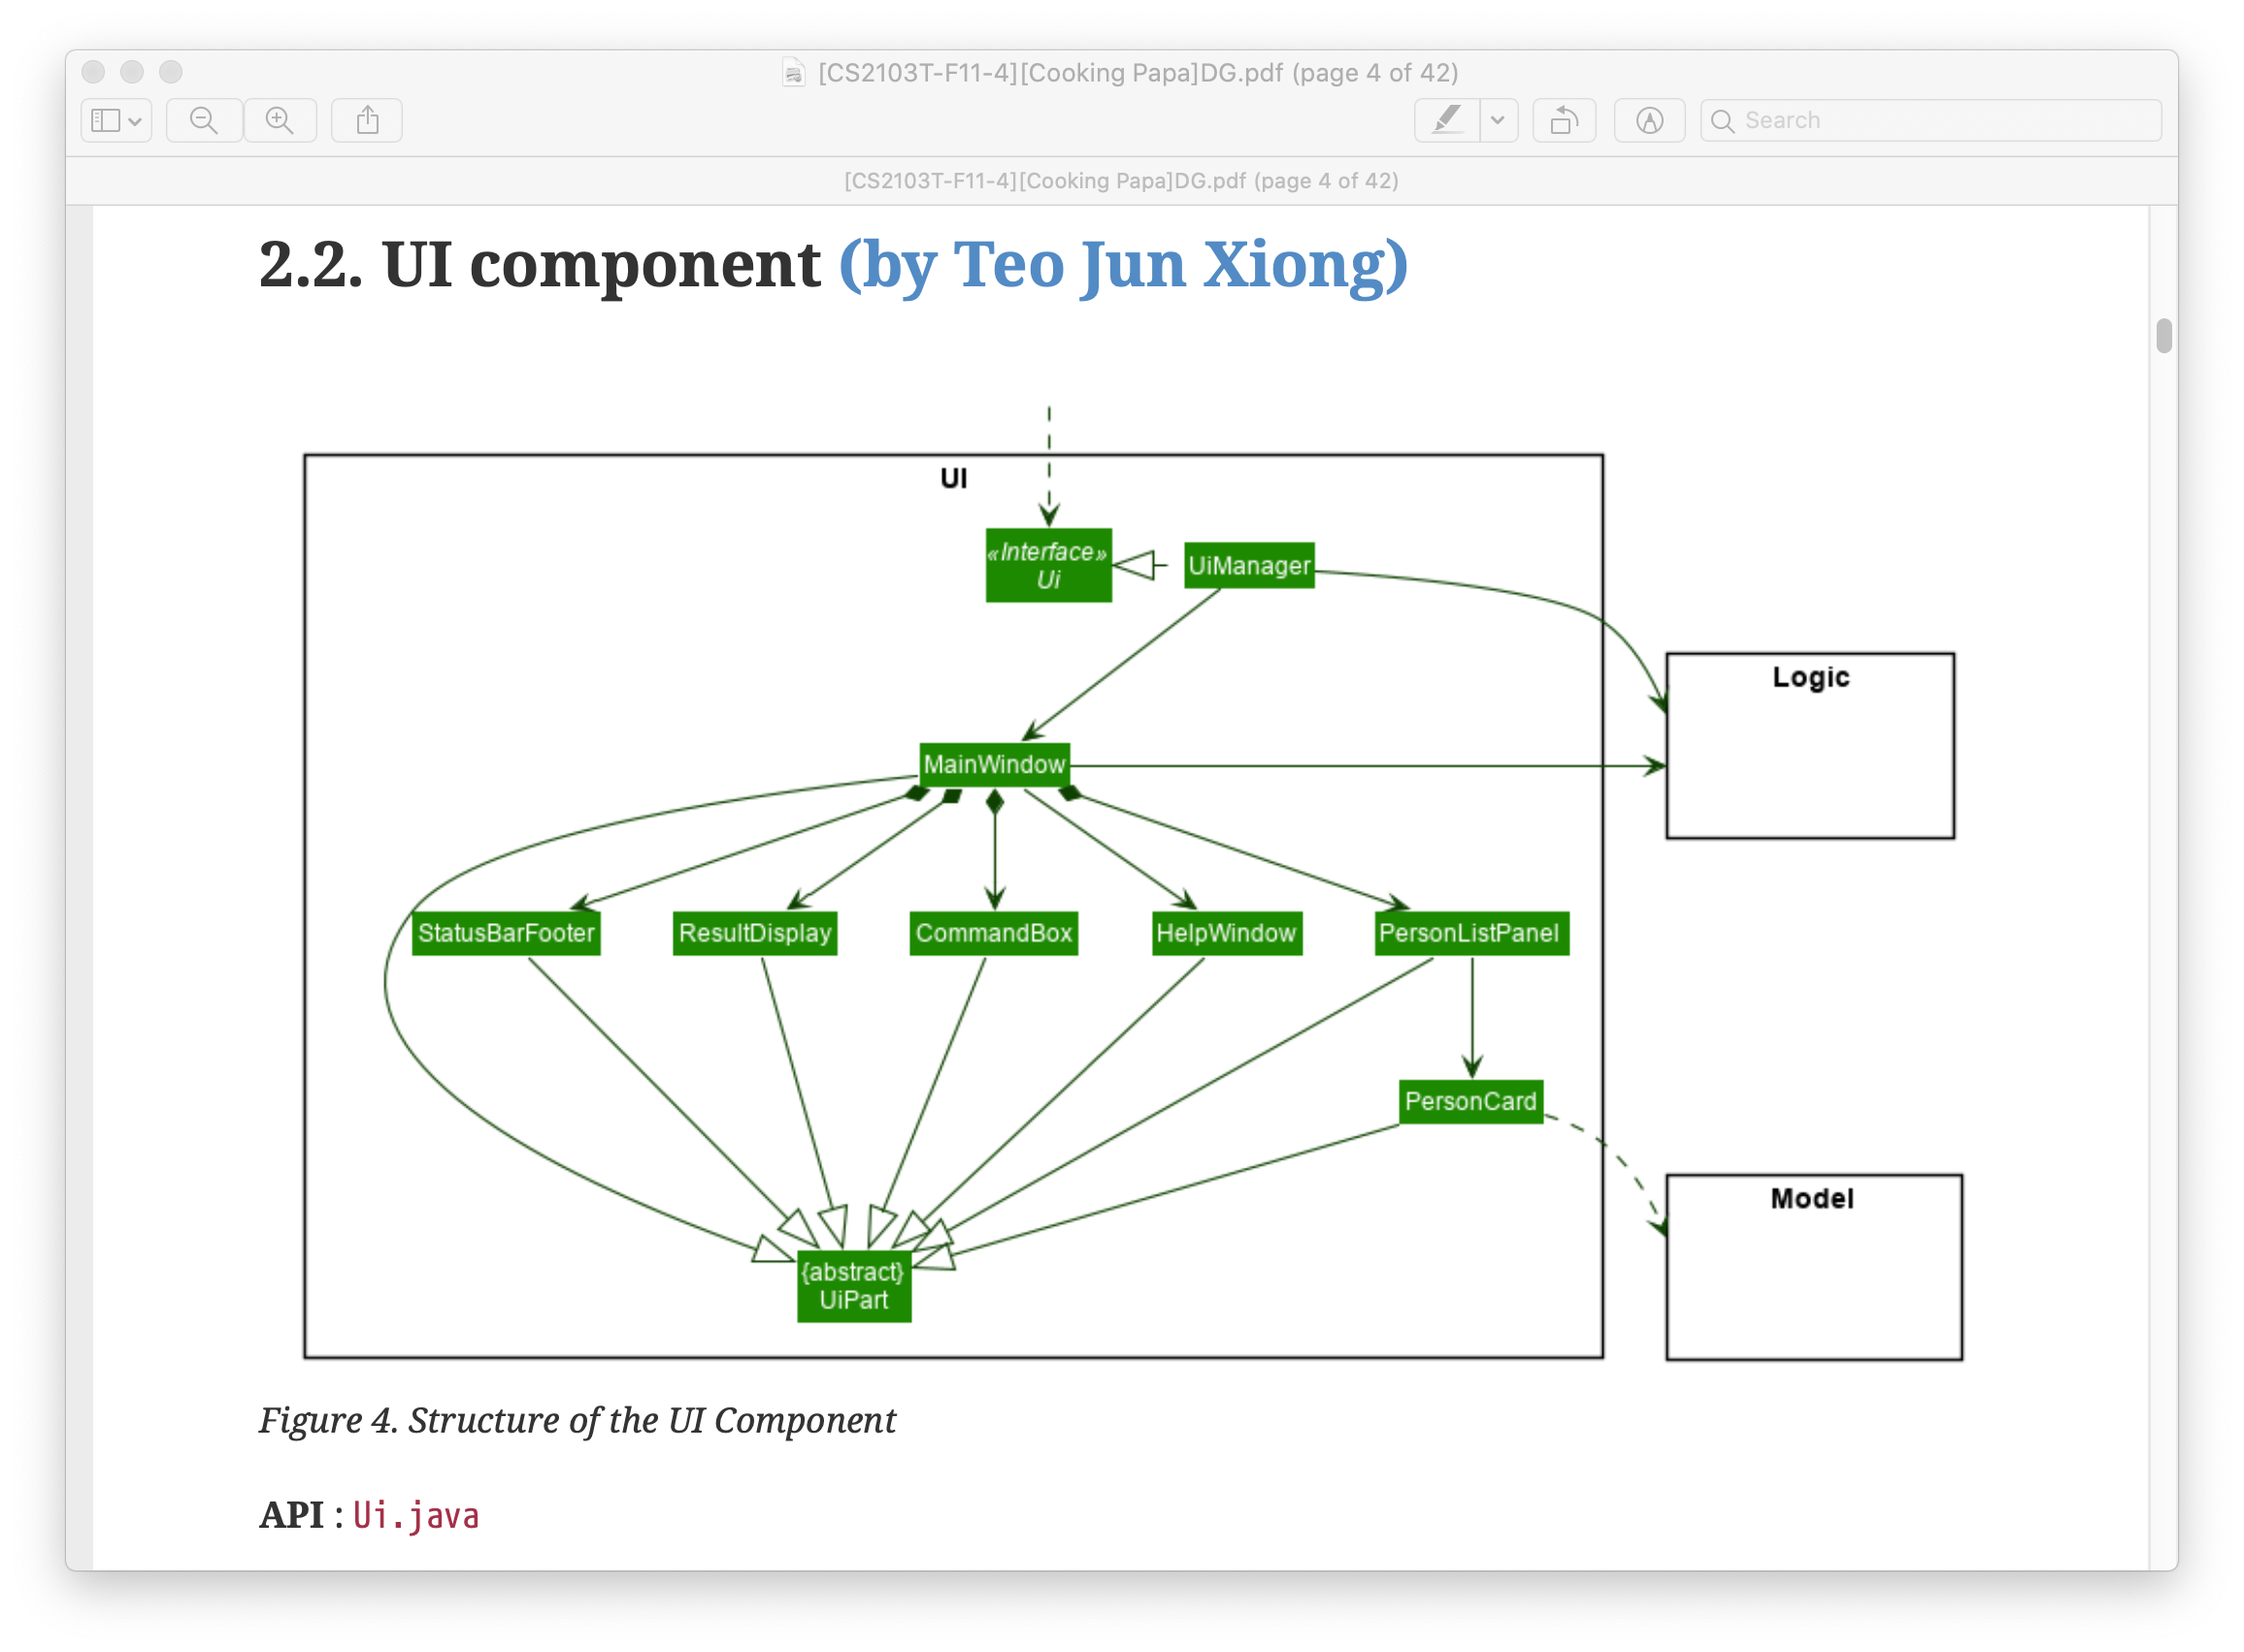 [CS2103T-F11-4][Cooking Papa]DG.pdf (page 4 of 42)
Search
[CS2103T-F11-4][Cooking Papa]DG.pdf (page 4 of 42)
2.2. UI component (by Teo Jun Xiong)
UI
«Interface»
Ui
UiManager
Logic
MainWindow
StatusBarFooter
ResultDisplay
CommandBox
HelpWindow
PersonListPanel
PersonCard
Model
{abstract}
UiPart
Figure 4. Structure of the UI Component
API : Ui.java